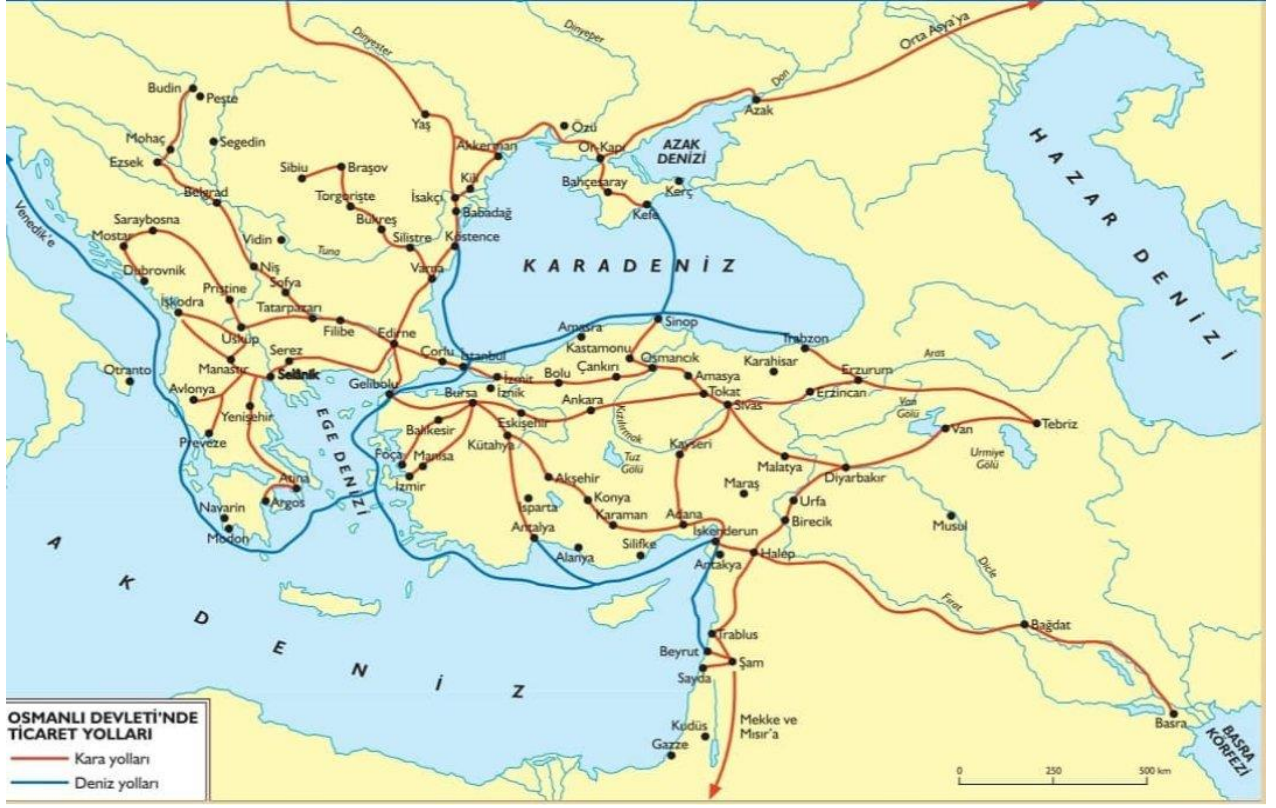 Dinyester
Dinyeper
Orta Asya'ya
Don
Budin
Peşte
Azak
Yaş
Özü
Mohaç
Segedin
Akkerman
Or-Kapı
AZAK
DENİZİ
HAZAR DENİZİ
Ezsek
Sibiu
Braşov
Kili
Bahçesaray
Kerç
Belgrad
Torgorişte
İsakçı
Kefe
Venedik'e
Saraybosna
Bükreş
Babadağ
Mostar
Vidin
Tuna
Silistre
Köstence
KARADENİZ
Dubrovnik
Niş
Varna
Sofya
Priştine
İşkodra
Tatarpazarı
Filibe
Edirne
Amasra
Sinop
Üsküp
Kastamonu
Trabzon
Serez
Çorlu
İstanbul
Osmancık
Karahisar
Aras
Manastır
Otranto
Selânik
Gelibolu
İzmit
Bolu
Çankırı
Amasya
Erzurum
Avlonya
İznik
Bursa
Tokat
Erzincan
Ankara
Sivas
Van
Gölü
Yenişehir
EGE DENİZİ
Balıkesir
Eskişehir
Kızılırmak
Tebriz
Preveze
Kütahya
Kayseri
Van
Urmiye
Gölü
Foça
Manisa
Tuz
Gölü
Malatya
Diyarbakır
Atina
İzmir
Akşehir
Maraş
Argos
Isparta
Konya
Urfa
Navarin
Karaman
Adana
Birecik
Musul
Modon
Antalya
İskenderun
Alanya
Silifke
Halep
Antakya
Dicle
AKDENİZ
Fırat
Trablus
Bağdat
Beyrut
Şam
Sayda
OSMANLI DEVLETİ'NDE
TİCARET YOLLARI
Kara yolları
Deniz yolları
Kudüs
Mekke ve
Mısır'a
Gazze
Basra
BASRA
KÖRFEZİ
0 250 500 km